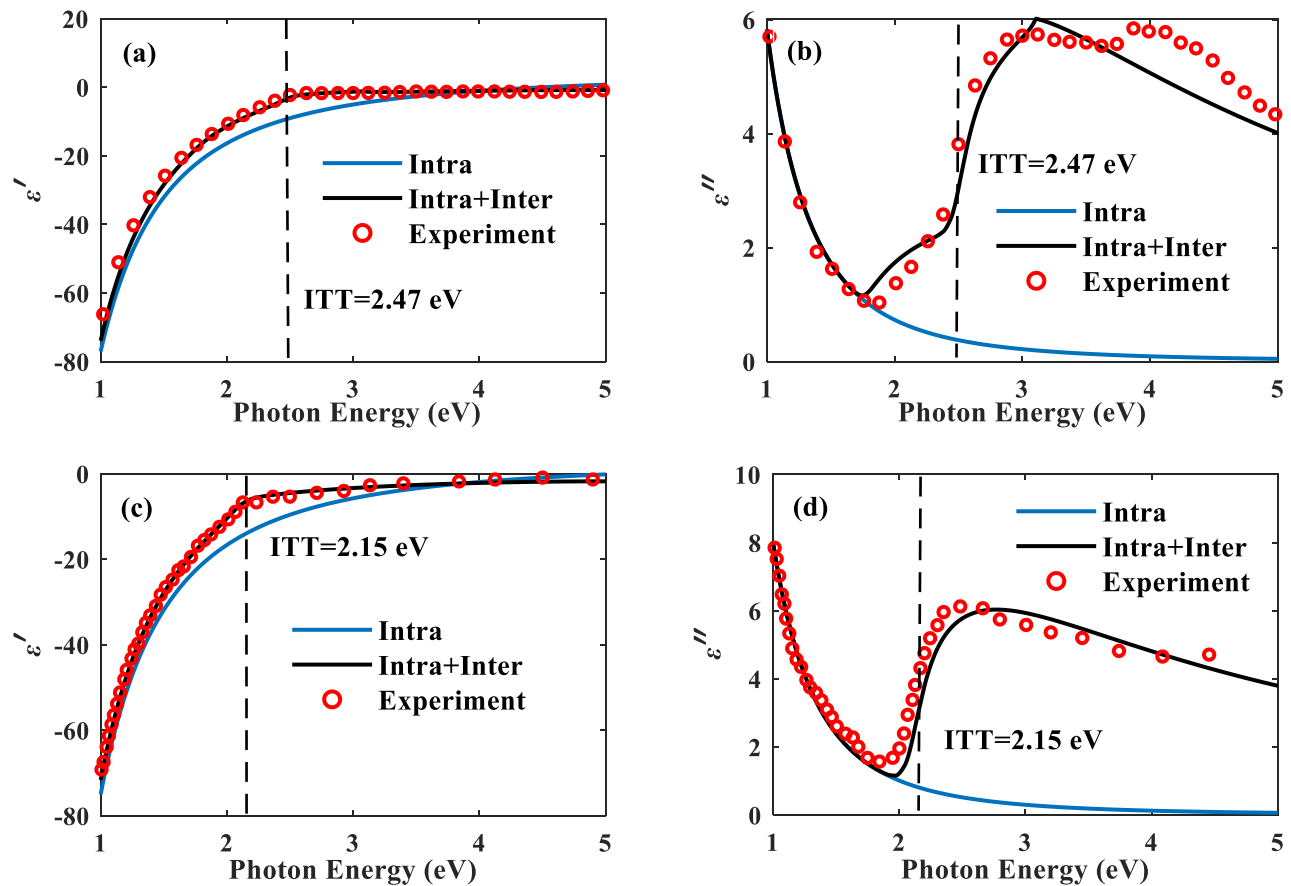 (a)
20
0
-20
-40
-60
-80
ε′
Intra
Intra+Inter
Experiment
ITT=2.47 eV
1 2 3 4 5
Photon Energy (eV)
(b)
6
4
2
0
ε″
ITT=2.47 eV
Intra
Intra+Inter
Experiment
1 2 3 4 5
Photon Energy (eV)
(c)
0
-20
-40
-60
-80
ε′
ITT=2.15 eV
Intra
Intra+Inter
Experiment
1 2 3 4 5
Photon Energy (eV)
(d)
10
8
6
4
2
0
ε″
Intra
Intra+Inter
Experiment
ITT=2.15 eV
1 2 3 4 5
Photon Energy (eV)